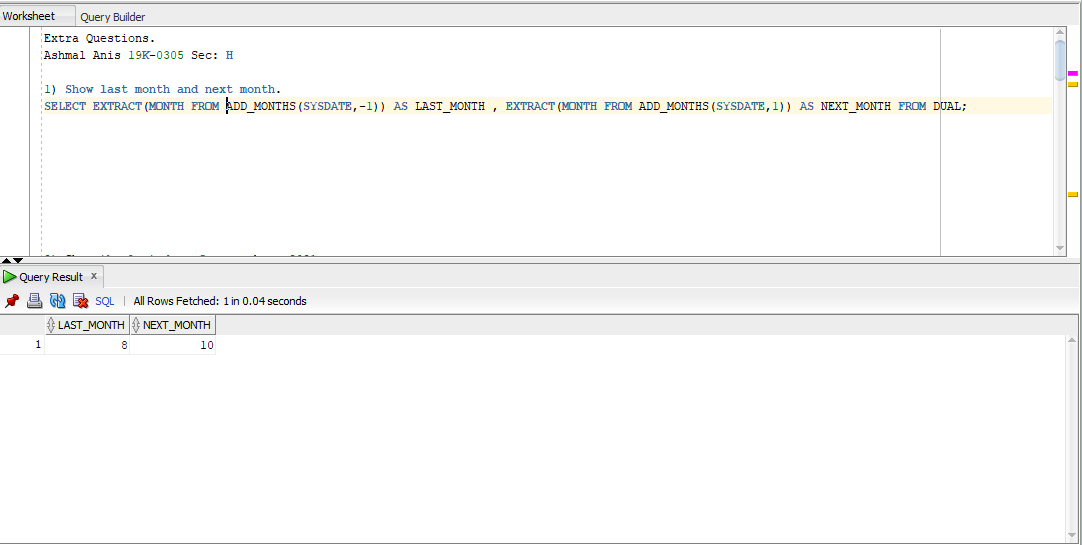 Worksheet Query Builder
Extra Questions.
Ashmal Anis 19K-0305 Sec: H
1) Show last month and next month.
SELECT EXTRACT(MONTH FROM ADD_MONTHS(SYSDATE,-1)) AS LAST_MONTH , EXTRACT(MONTH FROM ADD_MONTHS(SYSDATE,1)) AS NEXT_MONTH FROM DUAL;
Query Result x
SQL | All Rows Fetched: 1 in 0.04 seconds
LAST_MONTH NEXT_MONTH
1 8 10